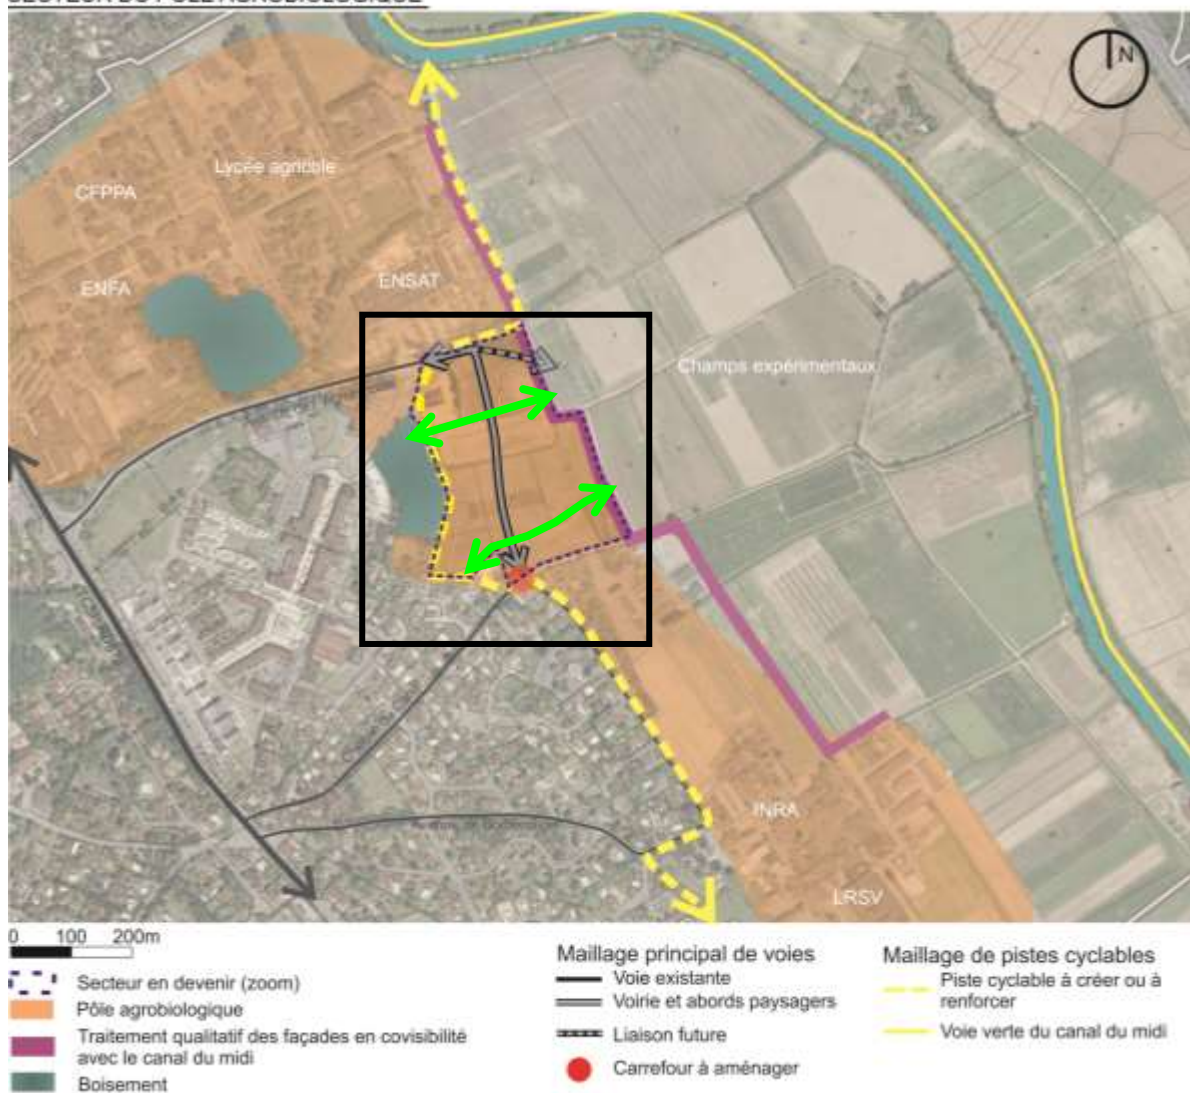 N
Lycée agricole
CFPPA
ENSAT
ENFA
Champs expérimentaux
INRA
LRSV
0 100 200m
Secteur en devenir (zoom)
Pôle agrobiologique
Traitement qualitatif des façades en covisibilité
avec le canal du midi
Boisement
Maillage principal de voies
Voie existante
Voirie et abords paysagers
Liaison future
Carrefour à aménager
Maillage de pistes cyclables
Piste cyclable à créer ou à
renforcer
Voie verte du canal du midi